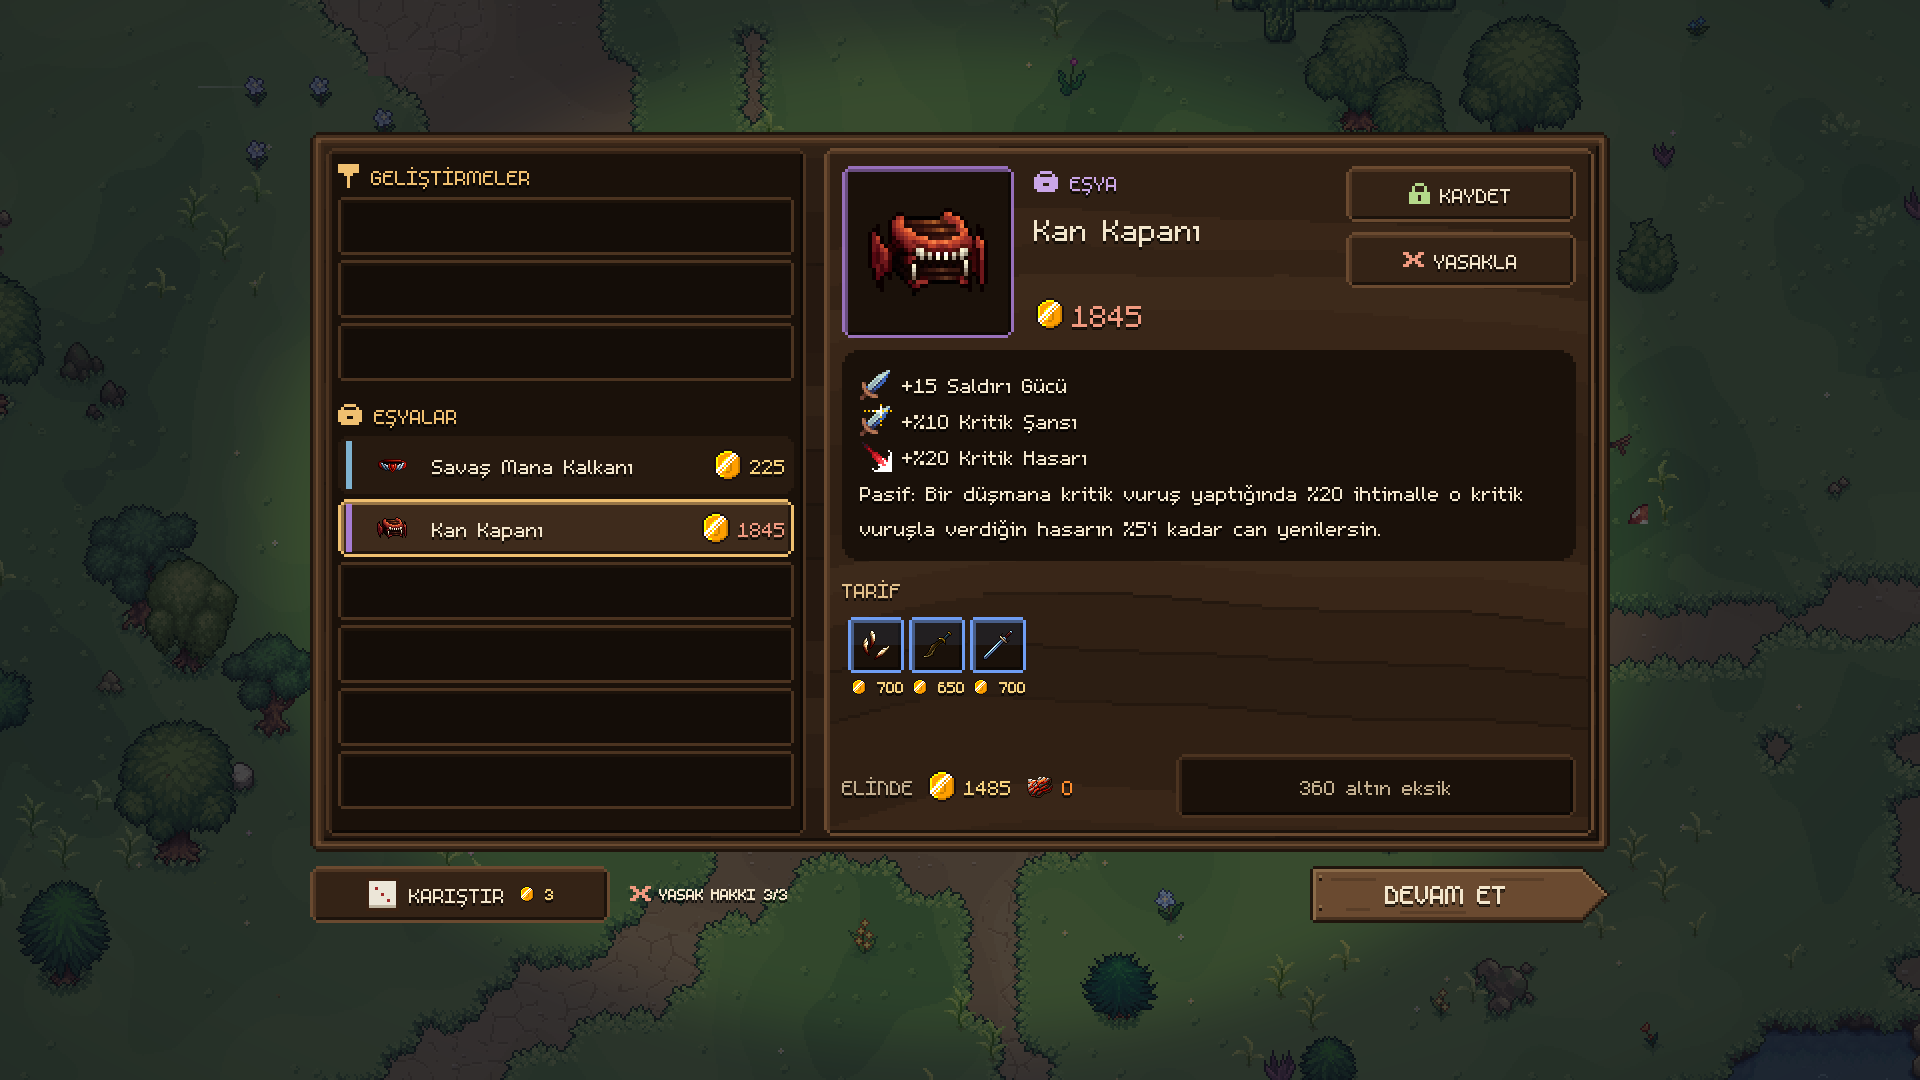 GELİŞTİRMELER
EŞYALAR
Savaş Mana Kalkanı 225
Kan Kapanı 1845
EŞYA
Kan Kapanı
1845
KAYDET
YASAKLA
+15 Saldırı Gücü
+%10 Kritik Şansı
+%20 Kritik Hasarı
Pasif: Bir düşmana kritik vuruş yaptığında %20 ihtimalle o kritik
vuruşla verdiğin hasarın %5'i kadar can yenilersin.
TARİF
700 650 700
ELİNDE 1485 0
360 altın eksik
KARIŞTIR 3
YASAK HAKKI 3/3
DEVAM ET